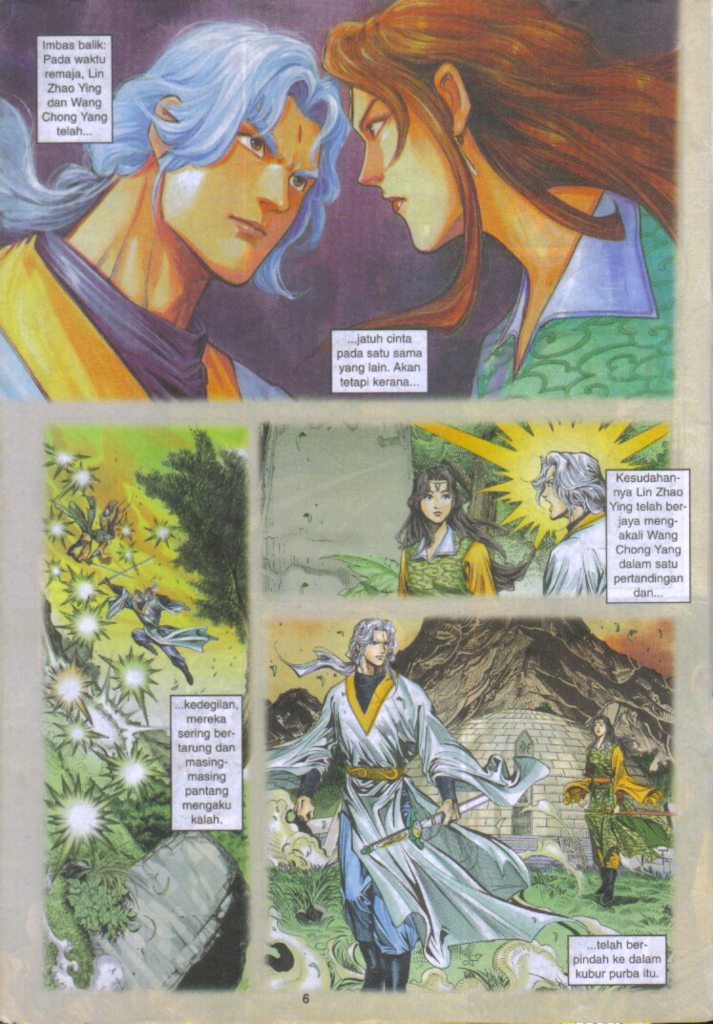 Imbas balik:
Pada waktu
remaja, Lin
Zhao Ying
dan Wang
Chong Yang
telah...
...jatuh cinta
pada satu sama
yang lain. Akan
tetapi kerana...
...kedegilan,
mereka
sering ber-
tarung dan
masing-
masing
pantang
mengaku
kalah.
Kesudahan-
nya Lin Zhao
Ying telah ber-
jaya meng-
akali Wang
Chong Yang
dalam satu
pertandingan
dan...
...telah ber-
pindah ke dalam
kubur purba itu.
6